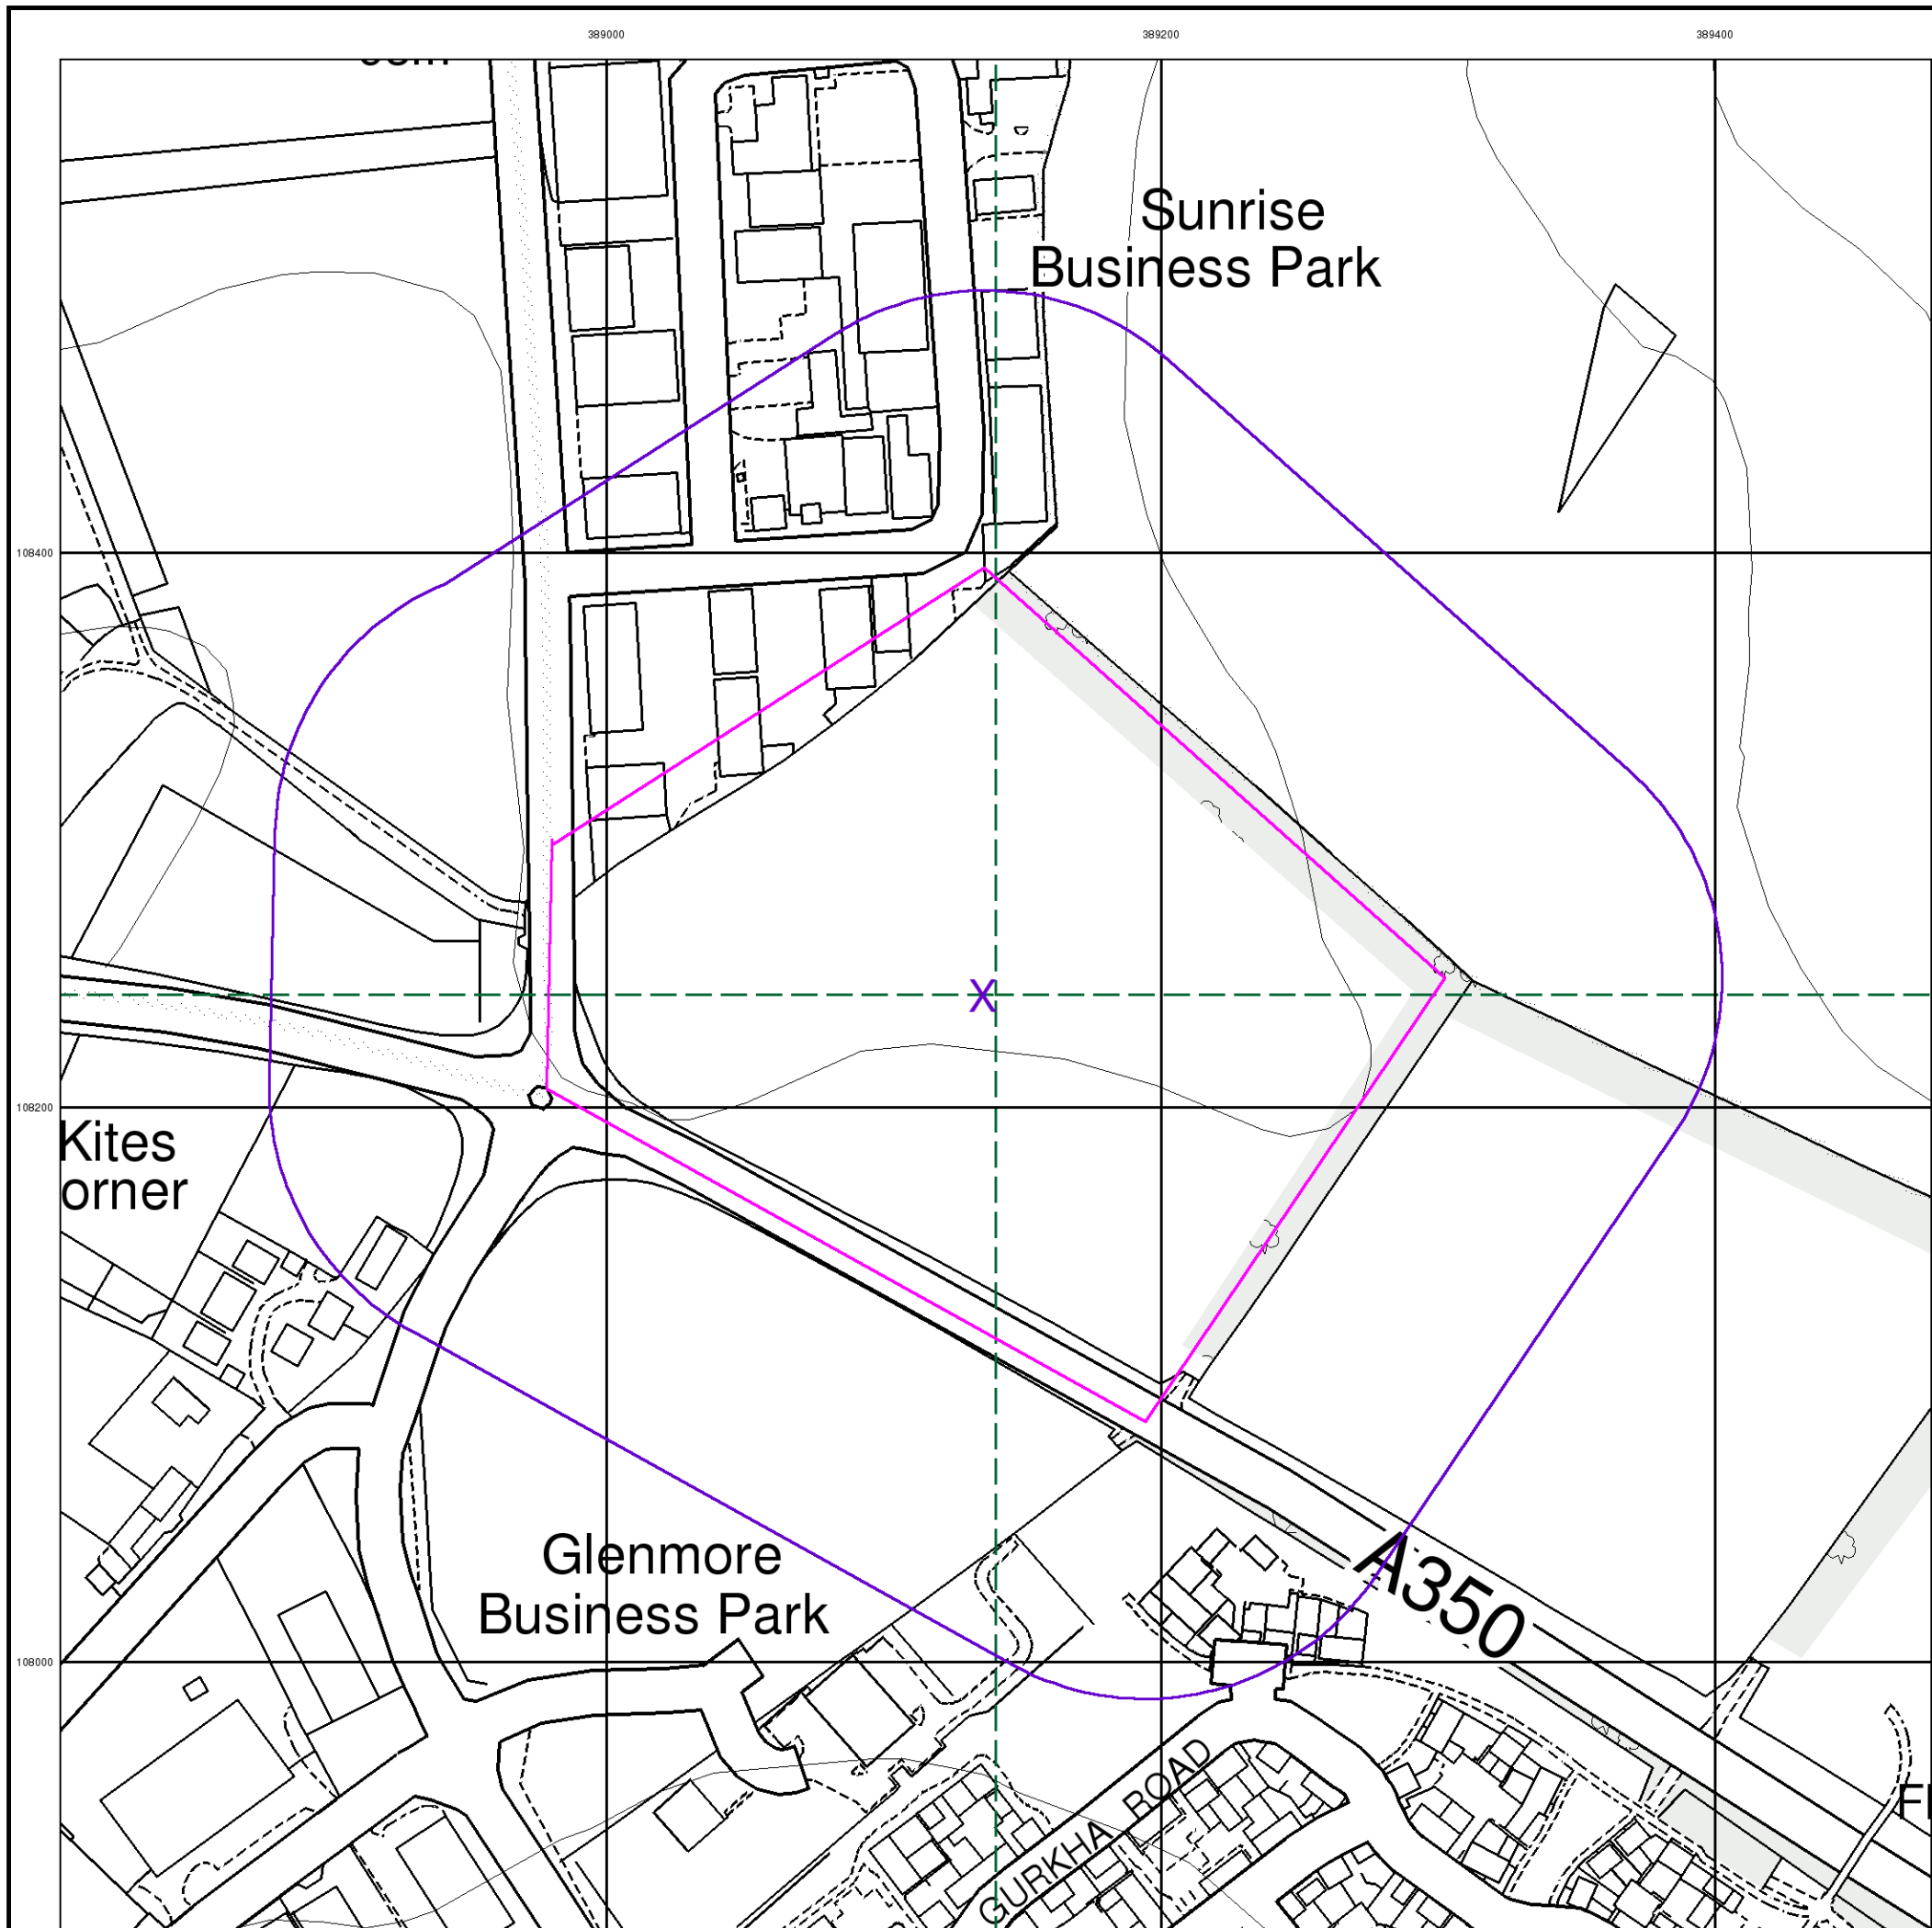 389000
389200
389400
Sunrise
Business Park
108400
X
108200
Kites
orner
Glenmore
Business Park
A350
108000
GURKHA ROAD